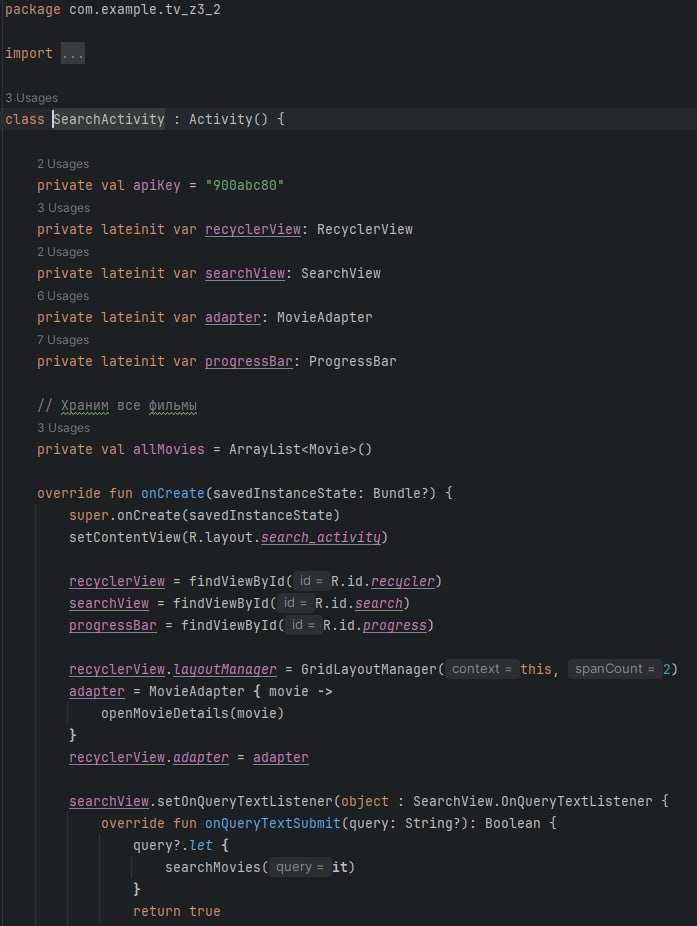 package com.example.tv_z3_2
import ...
3 Usages
class SearchActivity : Activity() {
2 Usages
private val apiKey = "900abc80"
3 Usages
private lateinit var recyclerView: RecyclerView
2 Usages
private lateinit var searchView: SearchView
6 Usages
private lateinit var adapter: MovieAdapter
7 Usages
private lateinit var progressBar: ProgressBar
// Храним все фильмы
3 Usages
private val allMovies = ArrayList<Movie>()
override fun onCreate(savedInstanceState: Bundle?) {
super.onCreate(savedInstanceState)
setContentView(R.layout.search_activity)
recyclerView = findViewById( id = R.id.recycler)
searchView = findViewById( id = R.id.search)
progressBar = findViewById( id = R.id.progress)
recyclerView.layoutManager = GridLayoutManager( context = this, spanCount = 2)
adapter = MovieAdapter { movie ->
openMovieDetails(movie)
}
recyclerView.adapter = adapter
searchView.setOnQueryTextListener(object : SearchView.OnQueryTextListener {
override fun onQueryTextSubmit(query: String?): Boolean {
query?.let {
searchMovies( query = it)
}
return true